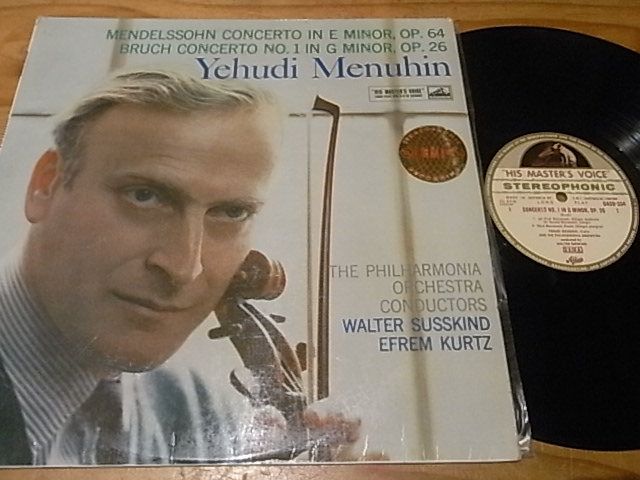 MENDELSSOHN CONCERTO IN E MINOR, OP. 64
BRUCH CONCERTO NO. 1 IN G MINOR, OP. 26
Yehudi Menuhin
"HIS MASTER'S VOICE"
STEREO
THE PHILHARMONIA
ORCHESTRA
CONDUCTORS
WALTER SUSSKIND
EFREM KURTZ
"HIS MASTER'S VOICE"
STEREOPHONIC
CONCERTO NO. 1 IN G MINOR, OP. 26